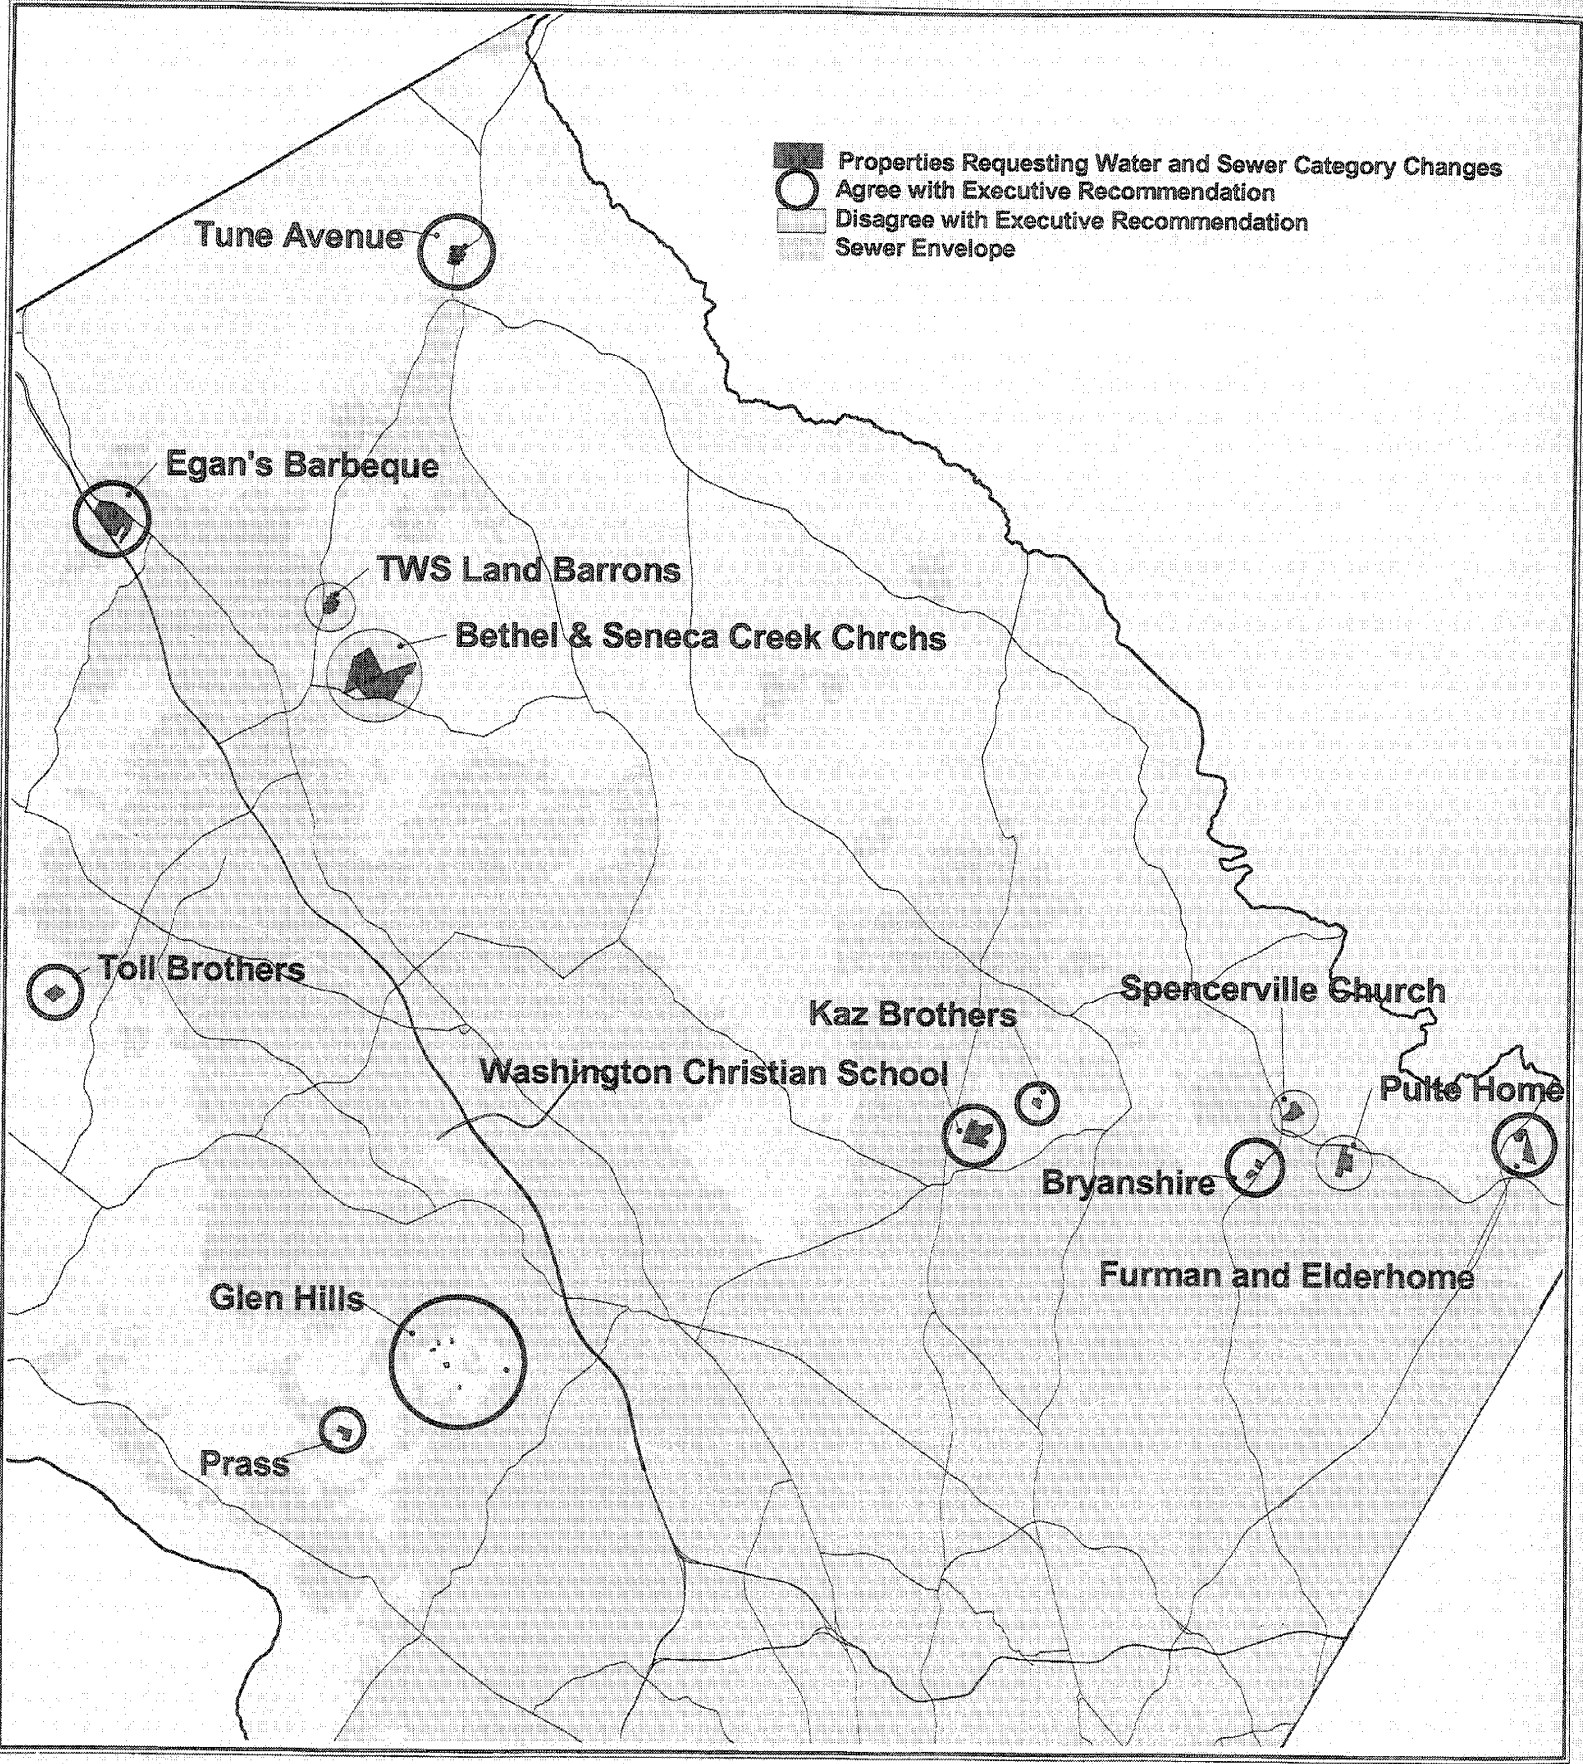 Properties Requesting Water and Sewer Category Changes
Agree with Executive Recommendation
Disagree with Executive Recommendation
Sewer Envelope
Tune Avenue
Egan's Barbeque
TWS Land Barrons
Bethel & Seneca Creek Chrchs
Toll Brothers
Spencerville Church
Kaz Brothers
Washington Christian School
Pulte Home
Bryanshire
Furman and Elderhome
Glen Hills
Prass